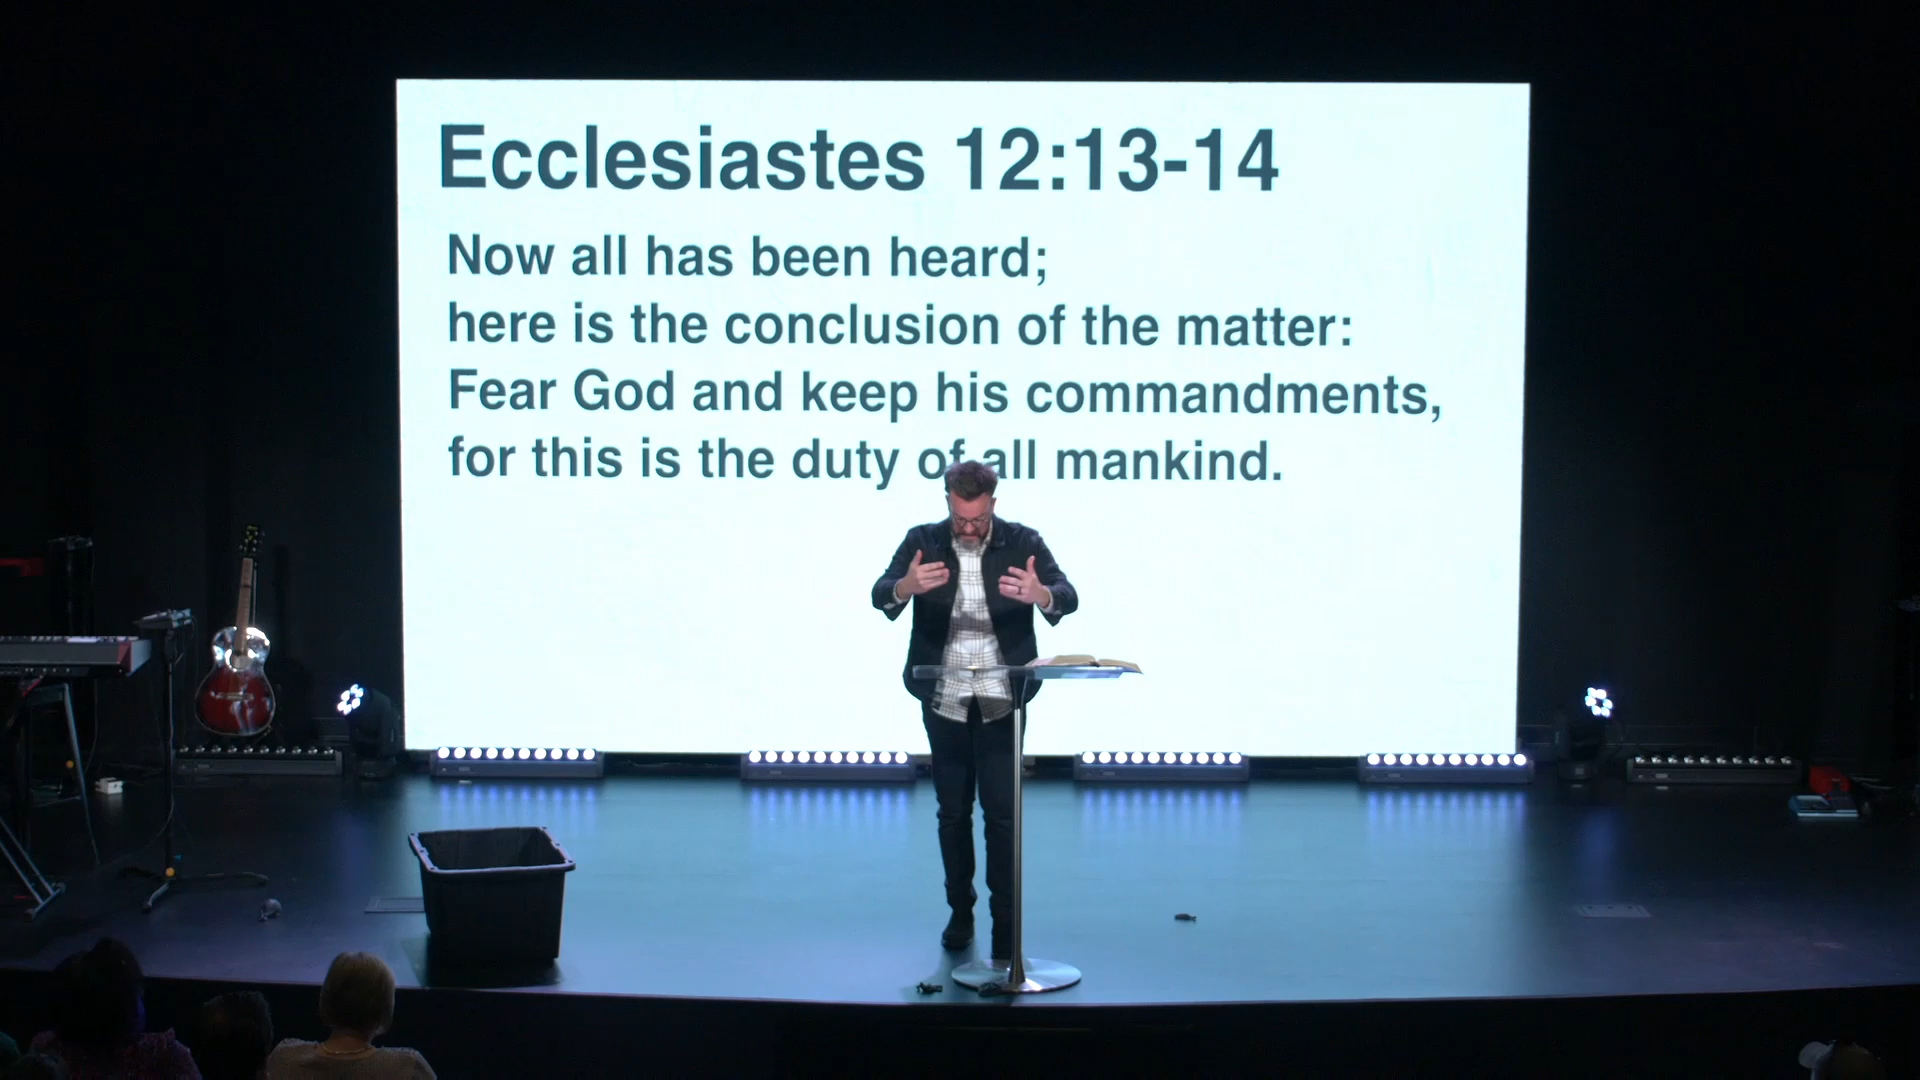 Ecclesiastes 12:13-14
Now all has been heard;
here is the conclusion of the matter:
Fear God and keep his commandments,
for this is the duty of all mankind.